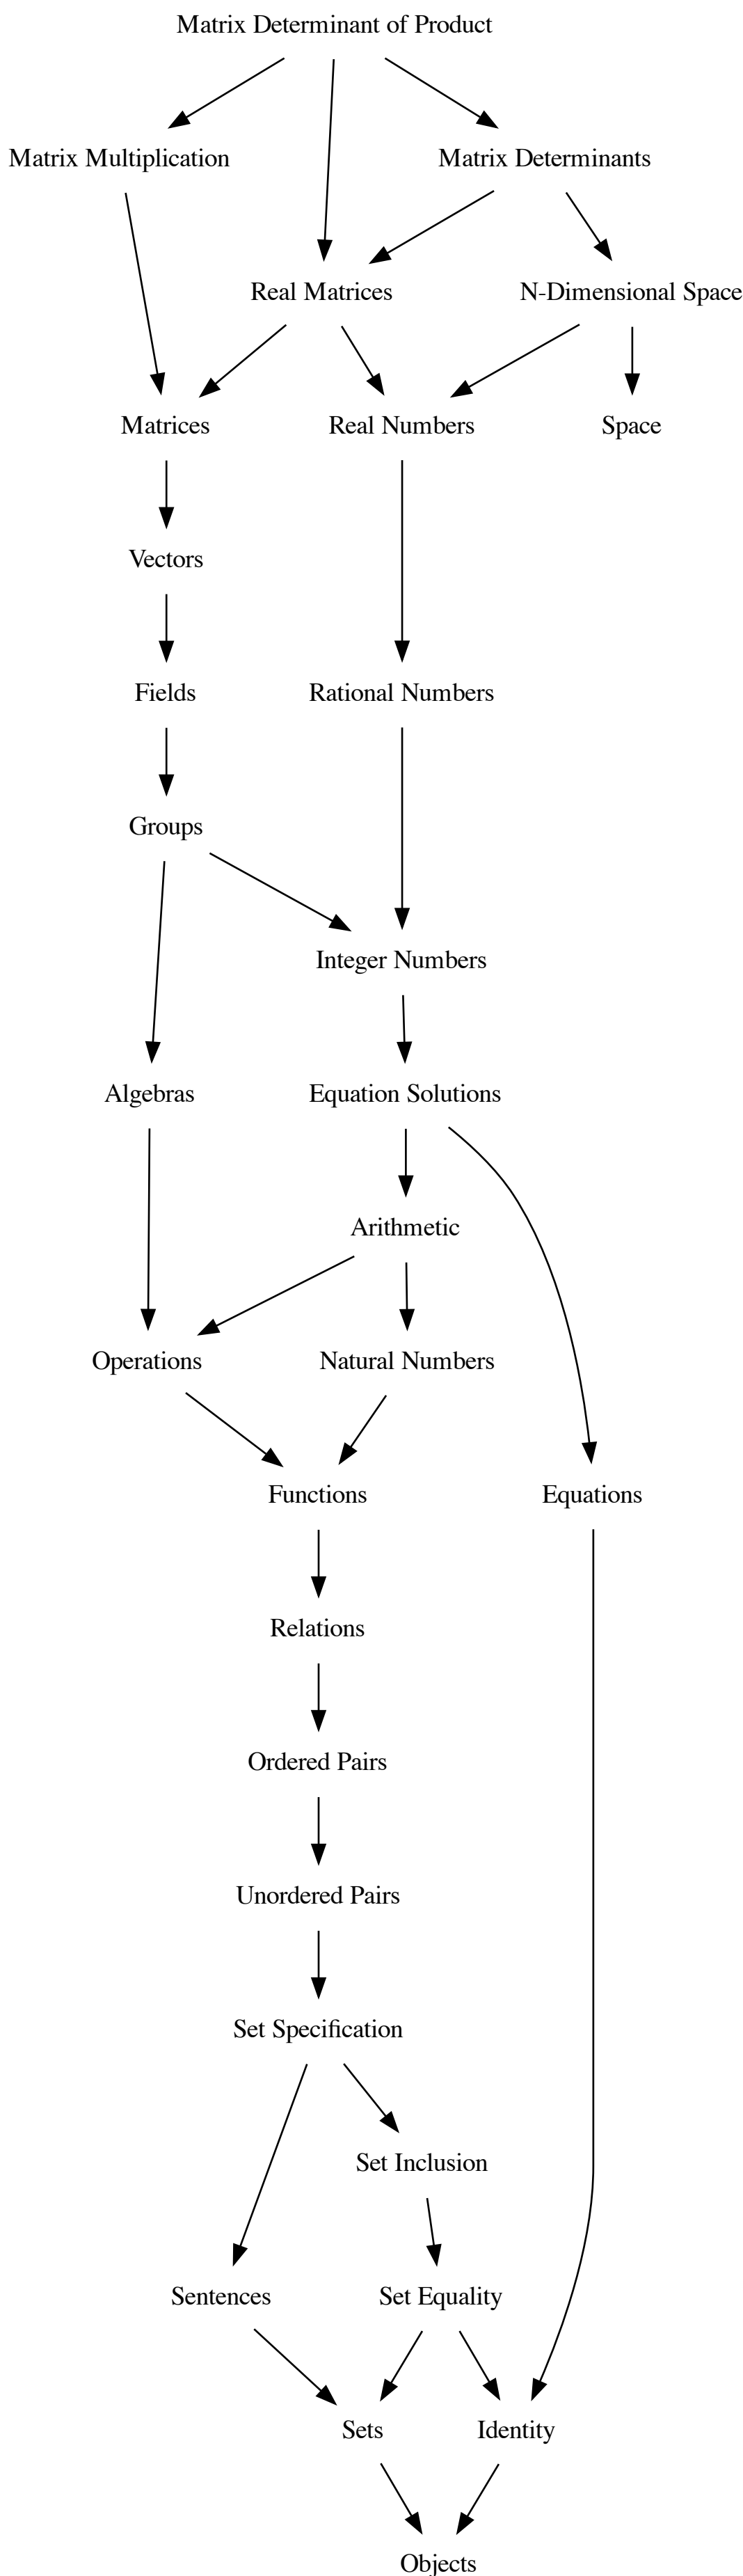 Matrix Determinant of Product
Matrix Multiplication
Matrix Determinants
Real Matrices
N-Dimensional Space
Matrices
Real Numbers
Space
Vectors
Fields
Rational Numbers
Groups
Integer Numbers
Algebras
Equation Solutions
Arithmetic
Operations
Natural Numbers
Functions
Equations
Relations
Ordered Pairs
Unordered Pairs
Set Specification
Set Inclusion
Sentences
Set Equality
Sets
Identity
Objects